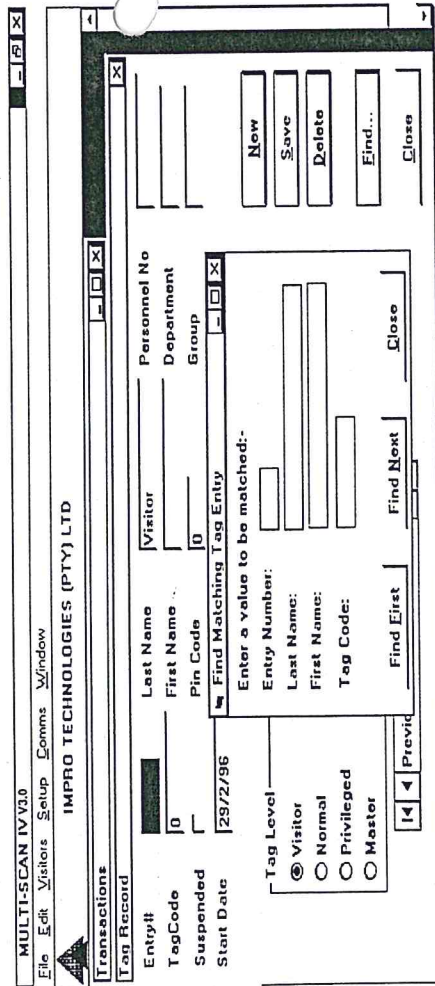 MULTI-SCAN IV V3.0
File Edit Visitors Setup Comms Window
IMPRO TECHNOLOGIES (PTY) LTD
Transactions
Tag Record
Entry# Last Name Visitor Personnel No
TagCode 0 First Name .. Department
Suspended Pin Code 0 Group
Start Date 29/2/96
Tag Level
Visitor
Normal
Privileged
Master
Find Matching Tag Entry
Enter a value to be matched:-
Entry Number:
Last Name:
First Name:
Tag Code:
Find First Find Next Close
New
Save
Delete
Find...
Close